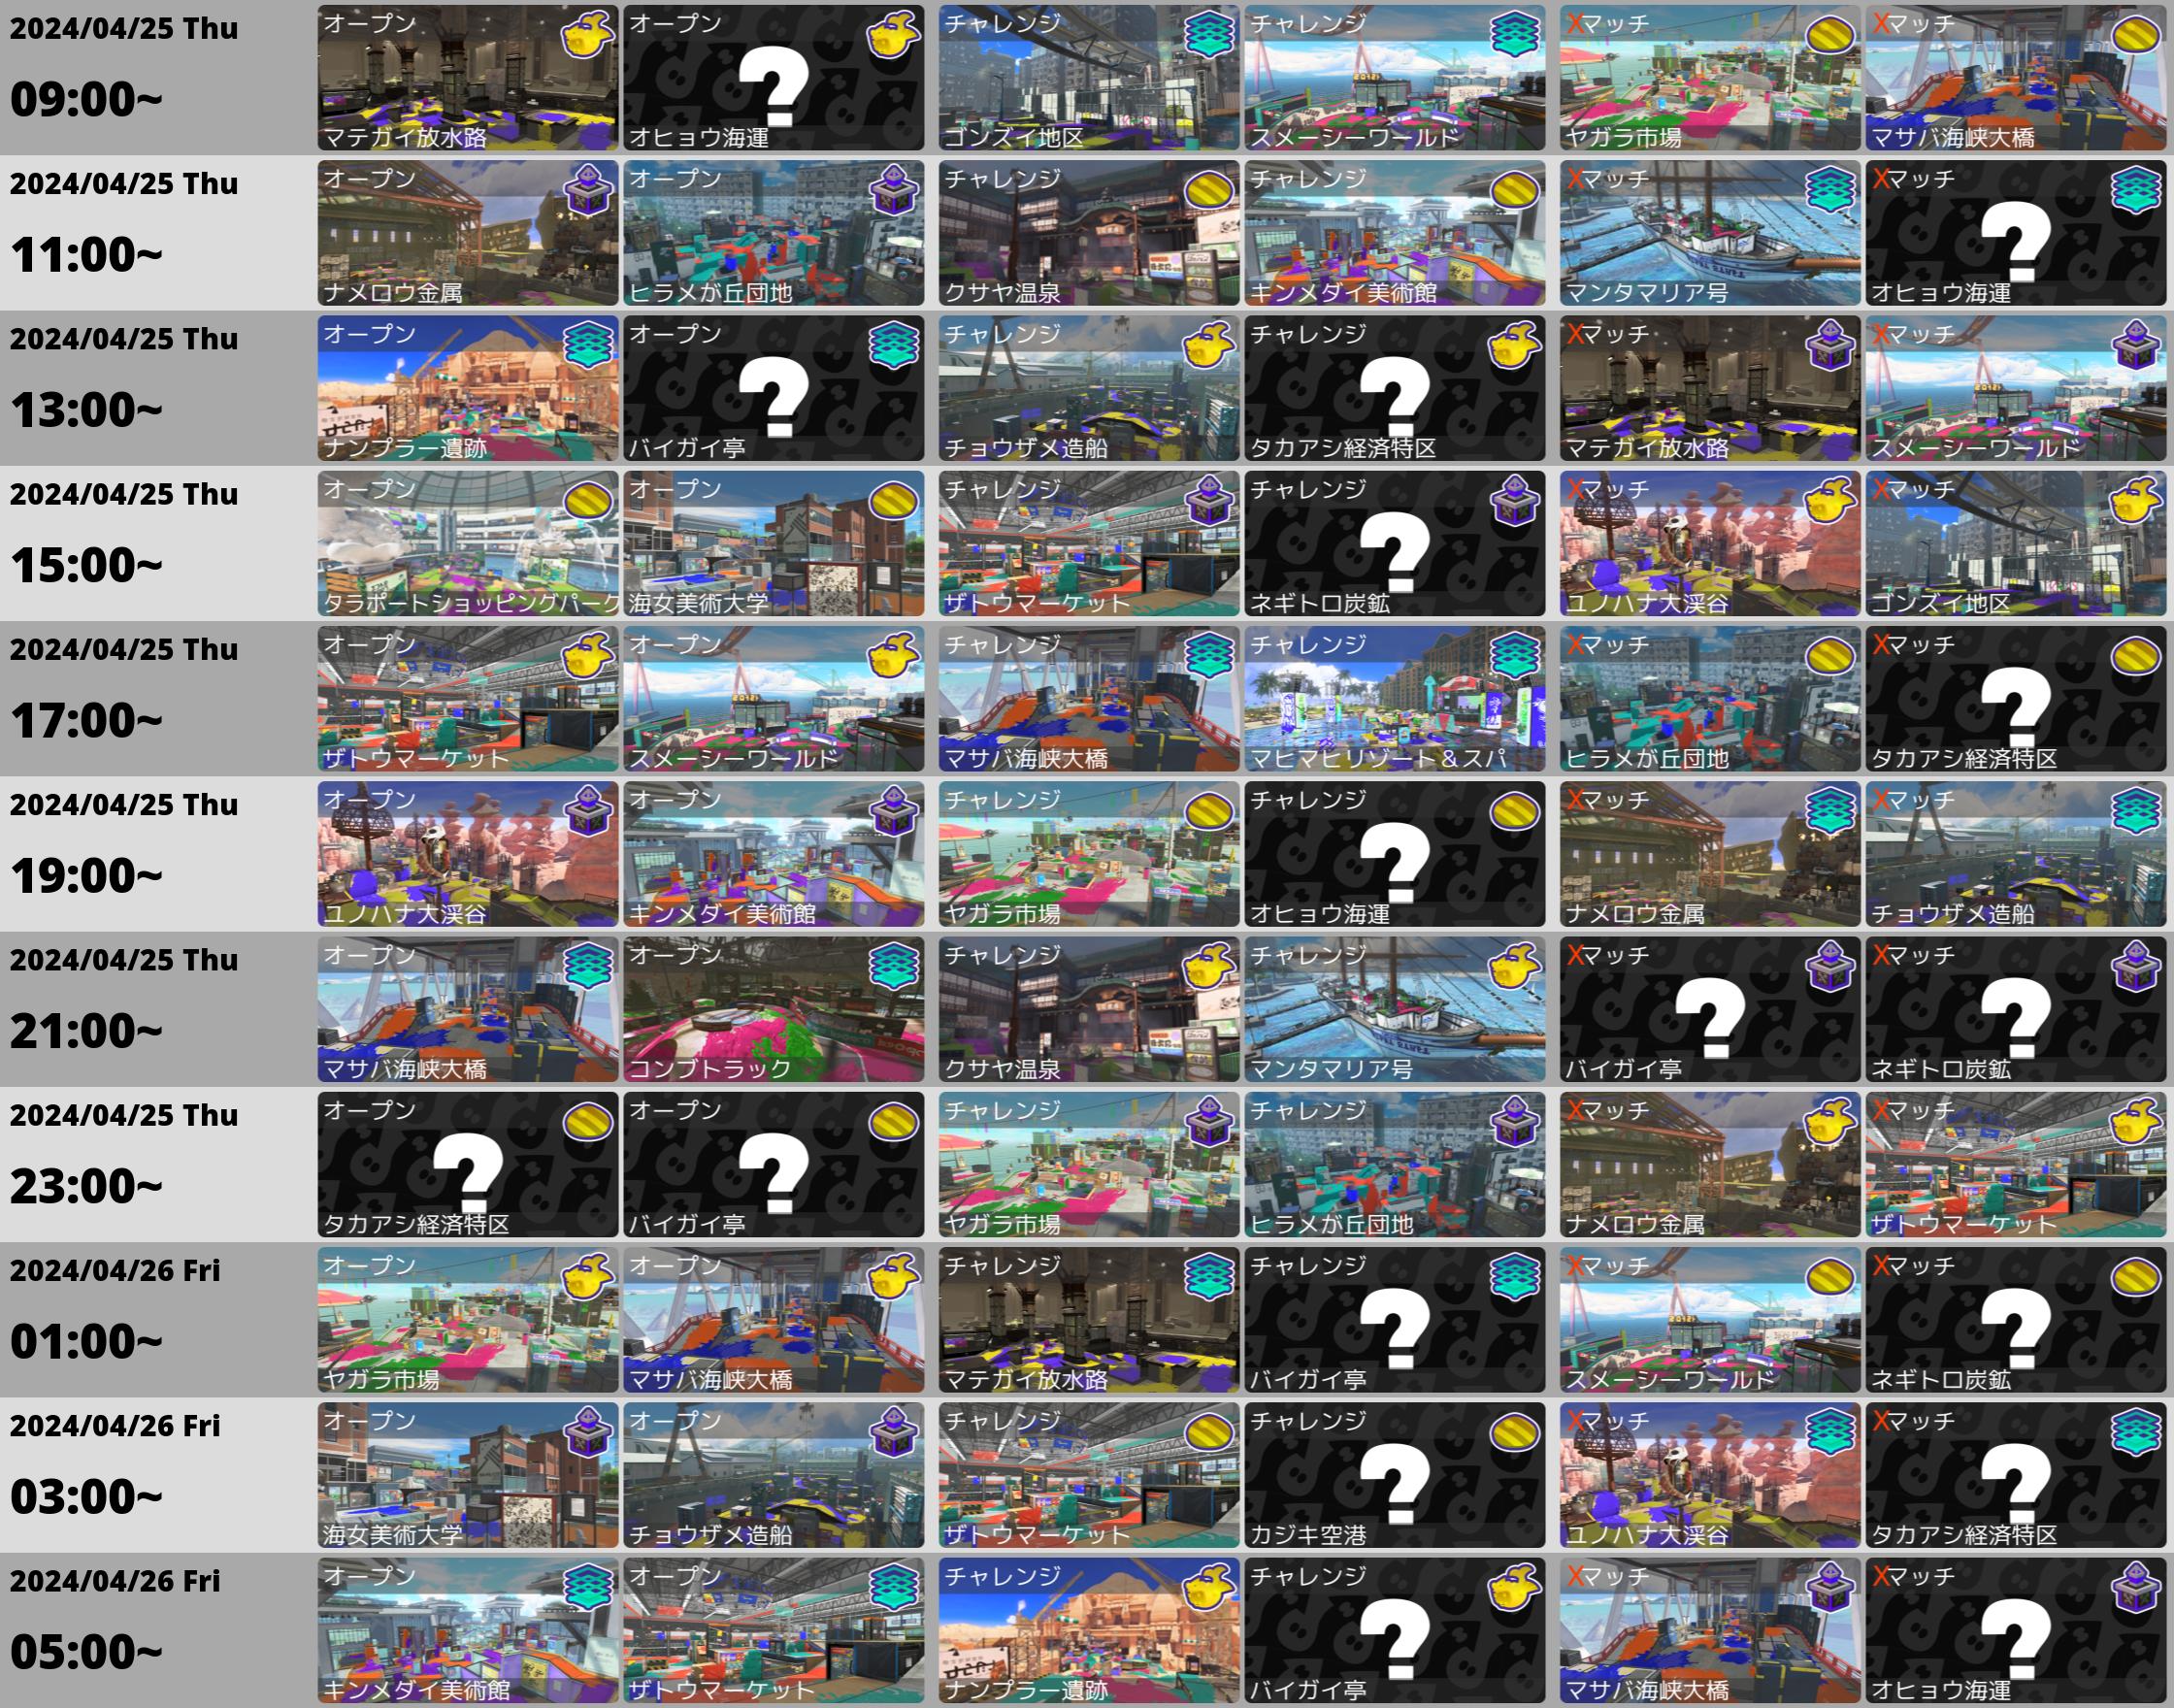 2024/04/25 Thu
09:00~
オープン
マテガイ放水路
オープン
オヒョウ海運
チャレンジ
ゴンズイ地区
チャレンジ
スメーシーワールド
Xマッチ
ヤガラ市場
Xマッチ
マサバ海峡大橋
2024/04/25 Thu
11:00~
オープン
ナメロウ金属
オープン
ヒラメが丘団地
チャレンジ
クサヤ温泉
チャレンジ
キンメダイ美術館
Xマッチ
マンタマリア号
Xマッチ
オヒョウ海運
2024/04/25 Thu
13:00~
オープン
ナンプラー遺跡
オープン
バイガイ亭
チャレンジ
チョウザメ造船
チャレンジ
タカアシ経済特区
Xマッチ
マテガイ放水路
Xマッチ
スメーシーワールド
2024/04/25 Thu
15:00~
オープン
タラポートショッピングパーク
オープン
海女美術大学
チャレンジ
ザトウマーケット
チャレンジ
ネギトロ炭鉱
Xマッチ
ユノハナ大渓谷
Xマッチ
ゴンズイ地区
2024/04/25 Thu
17:00~
オープン
ザトウマーケット
オープン
スメーシーワールド
チャレンジ
マサバ海峡大橋
チャレンジ
マヒマヒリゾート＆スパ
Xマッチ
ヒラメが丘団地
Xマッチ
タカアシ経済特区
2024/04/25 Thu
19:00~
オープン
ユノハナ大渓谷
オープン
キンメダイ美術館
チャレンジ
ヤガラ市場
チャレンジ
オヒョウ海運
Xマッチ
ナメロウ金属
Xマッチ
チョウザメ造船
2024/04/25 Thu
21:00~
オープン
マサバ海峡大橋
オープン
コンブトラック
チャレンジ
クサヤ温泉
チャレンジ
マンタマリア号
Xマッチ
バイガイ亭
Xマッチ
ネギトロ炭鉱
2024/04/25 Thu
23:00~
オープン
タカアシ経済特区
オープン
バイガイ亭
チャレンジ
ヤガラ市場
チャレンジ
ヒラメが丘団地
Xマッチ
ナメロウ金属
Xマッチ
ザトウマーケット
2024/04/26 Fri
01:00~
オープン
ヤガラ市場
オープン
マサバ海峡大橋
チャレンジ
マテガイ放水路
チャレンジ
バイガイ亭
Xマッチ
スメーシーワールド
Xマッチ
ネギトロ炭鉱
2024/04/26 Fri
03:00~
オープン
海女美術大学
オープン
チョウザメ造船
チャレンジ
ザトウマーケット
チャレンジ
カジキ空港
Xマッチ
ユノハナ大渓谷
Xマッチ
タカアシ経済特区
2024/04/26 Fri
05:00~
オープン
キンメダイ美術館
オープン
ザトウマーケット
チャレンジ
ナンプラー遺跡
チャレンジ
バイガイ亭
Xマッチ
マサバ海峡大橋
Xマッチ
オヒョウ海運